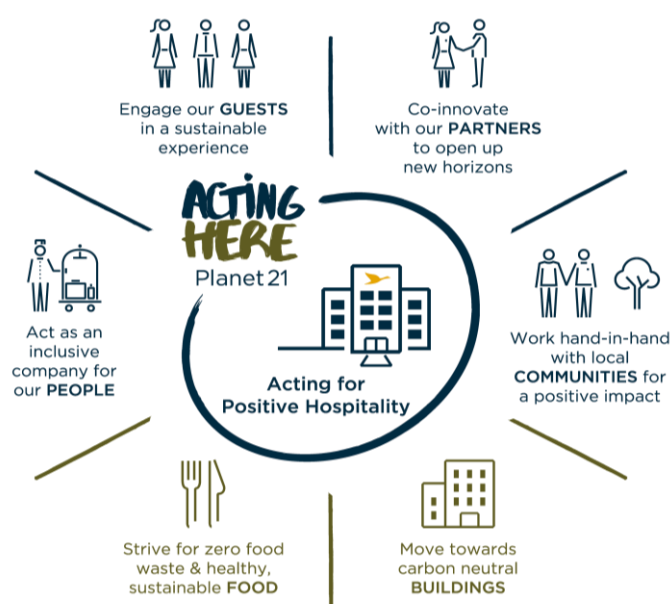 Engage our GUESTS
in a sustainable
experience
Co-innovate
with our PARTNERS
to open up
new horizons
ACTING
HERE
Planet 21
Act as an
inclusive
company for
our PEOPLE
Acting for
Positive Hospitality
Work hand-in-hand
with local
COMMUNITIES for
a positive impact
Strive for zero food
waste & healthy,
sustainable FOOD
Move towards
carbon neutral
BUILDINGS